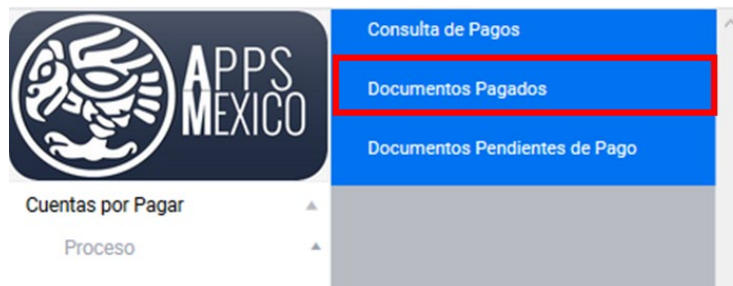 APPS
MEXICO
Cuentas por Pagar
Proceso
Consulta de Pagos
Documentos Pagados
Documentos Pendientes de Pago